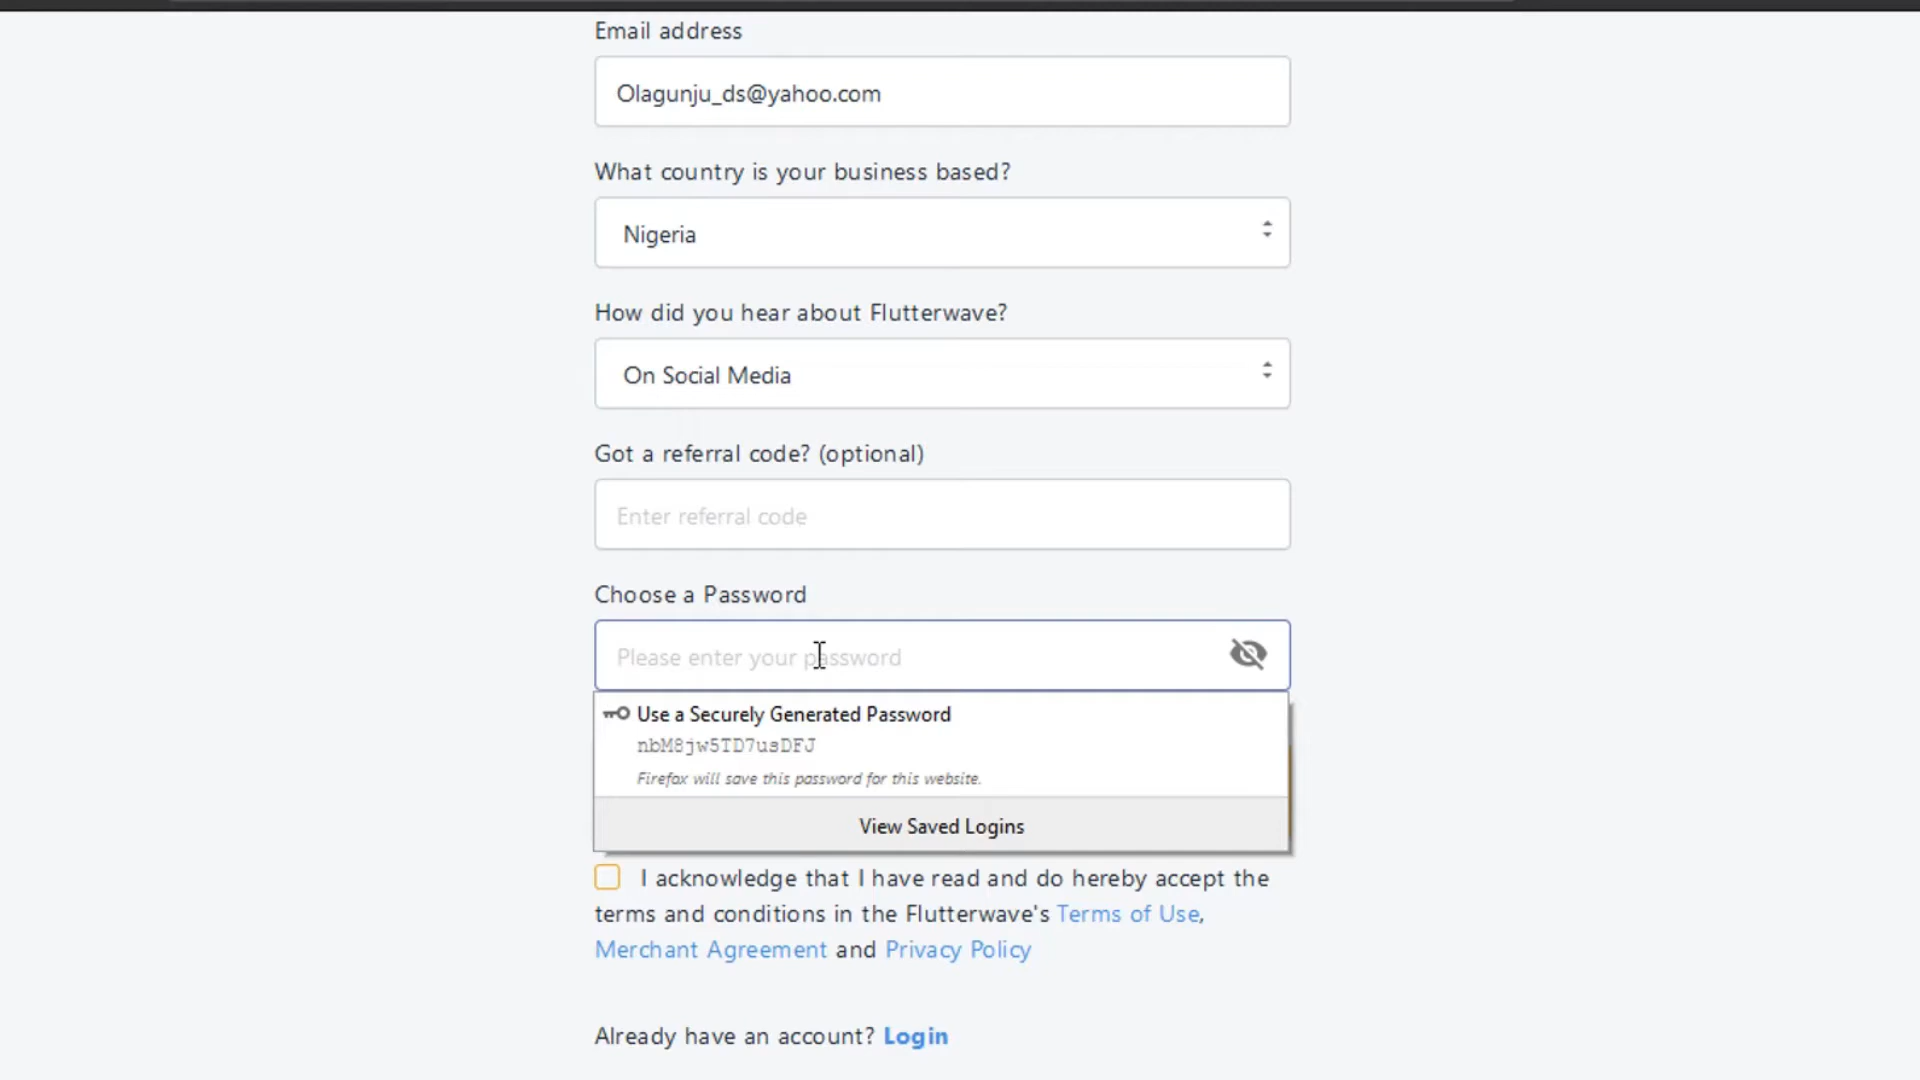 Email address
Olagunju_ds@yahoo.com
What country is your business based?
Nigeria
How did you hear about Flutterwave?
On Social Media
Got a referral code? (optional)
Enter referral code
Choose a Password
Please enter your password
Use a Securely Generated Password
nbM8jw5TD7usDFJ
Firefox will save this password for this website.
View Saved Logins
I acknowledge that I have read and do hereby accept the
terms and conditions in the Flutterwave's Terms of Use,
Merchant Agreement and Privacy Policy
Already have an account? Login